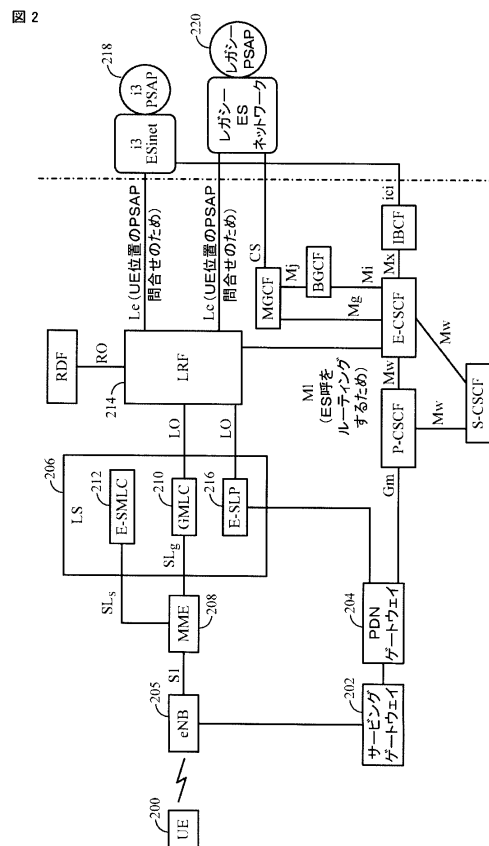 図 2
200
UE
205
eNB
S1
MME
208
SLs
SLg
206
LS
212
E-SMLC
210
GMLC
216
E-SLP
LO
LO
214
LRF
RO
RDF
Le (UE位置のPSAP
問合せのため)
Le (UE位置のPSAP
問合せのため)
i3
ESinet
i3
PSAP
218
レガシー
ES
ネットワーク
レガシー
PSAP
220
CS
MGCF
Mj
BGCF
Mg
Mi
Ml
(ES呼を
ルーティング
するため)
サービング
ゲートウェイ
202
PDN
ゲートウェイ
204
Gm
P-CSCF
Mw
E-CSCF
Mx
IBCF
ici
Mw
Mw
S-CSCF